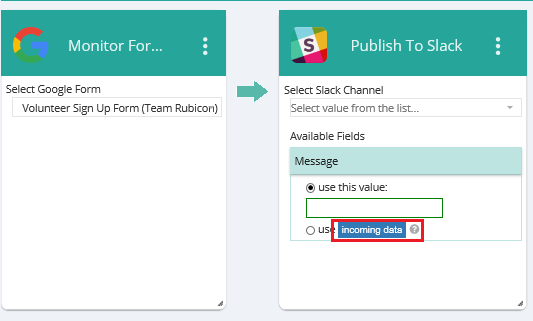 Monitor For...
Select Google Form
Volunteer Sign Up Form (Team Rubicon)
Publish To Slack
Select Slack Channel
Select value from the list...
Available Fields
Message
use this value:
use incoming data ?